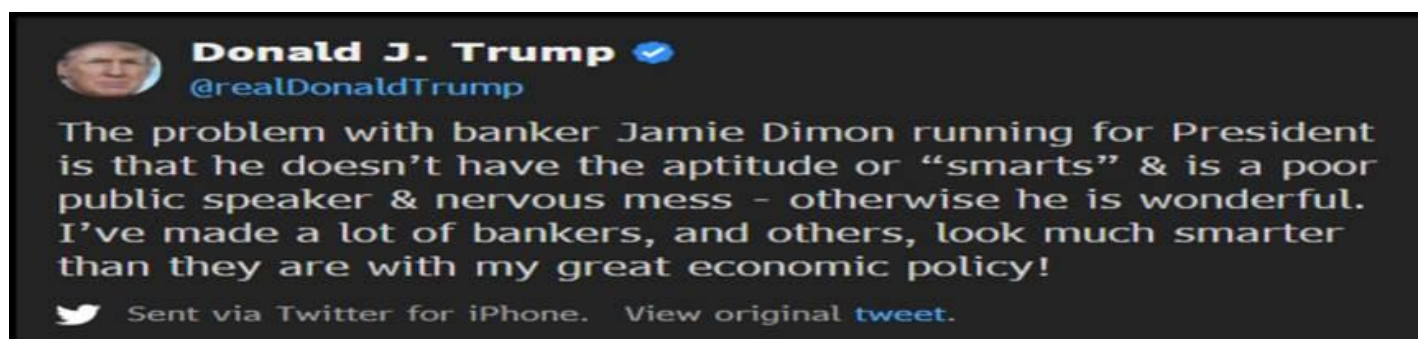 Donald J. Trump
@realDonaldTrump
The problem with banker Jamie Dimon running for President
is that he doesn’t have the aptitude or “smarts” & is a poor
public speaker & nervous mess - otherwise he is wonderful.
I’ve made a lot of bankers, and others, look much smarter
than they are with my great economic policy!
Sent via Twitter for iPhone. View original tweet.